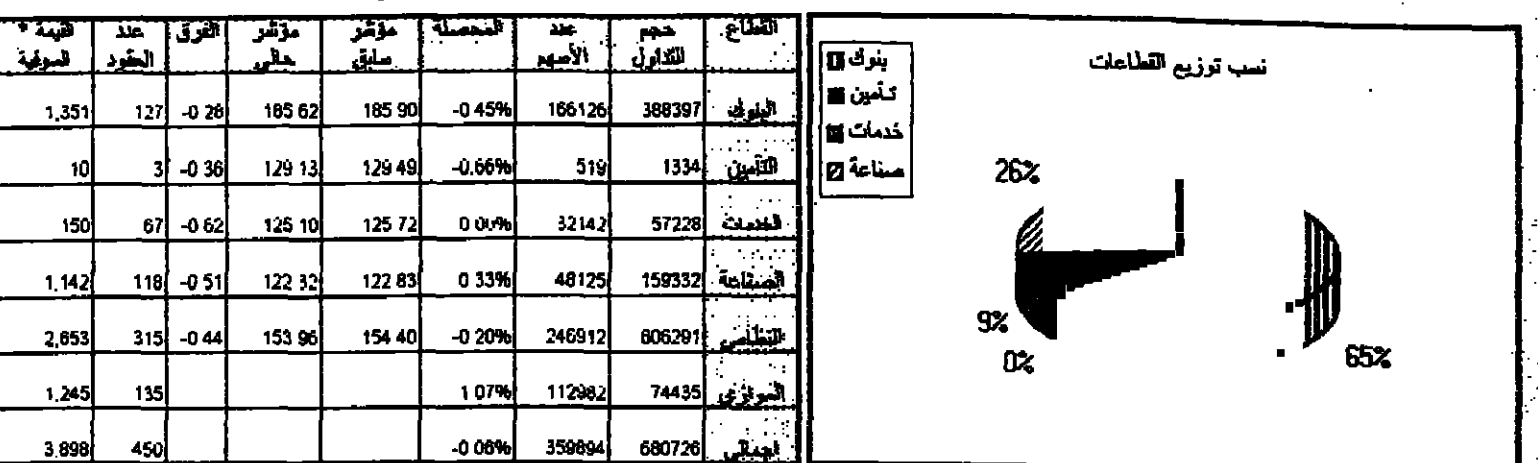 نسب توزيع القطاعات
بنوك
تأمين
خدمات
صناعة
26%
9%
0%
65%
القطاع حجم التداول عدد الأسهم المحصلة مؤشر سابق مؤشر حالي الفرق عدد العقود القيمة * السوقية
البنوك 388397 166126 -0.45% 185 90 185 62 -0 28 127 1,351
التأمين 1334 519 -0.66% 129 49 129 13 -0 36 3 10
الخدمات 57228 32142 0 00% 125 72 125 10 -0 62 67 150
الصناعة 159332 48125 0 33% 122 83 122 32 -0 51 118 1,142
النظامي 606291 246912 -0 20% 154 40 153 96 -0 44 315 2,653
الموازي 74435 112982 1 07% 135 1,245
اجمالي 680726 359894 -0 06% 450 3,898